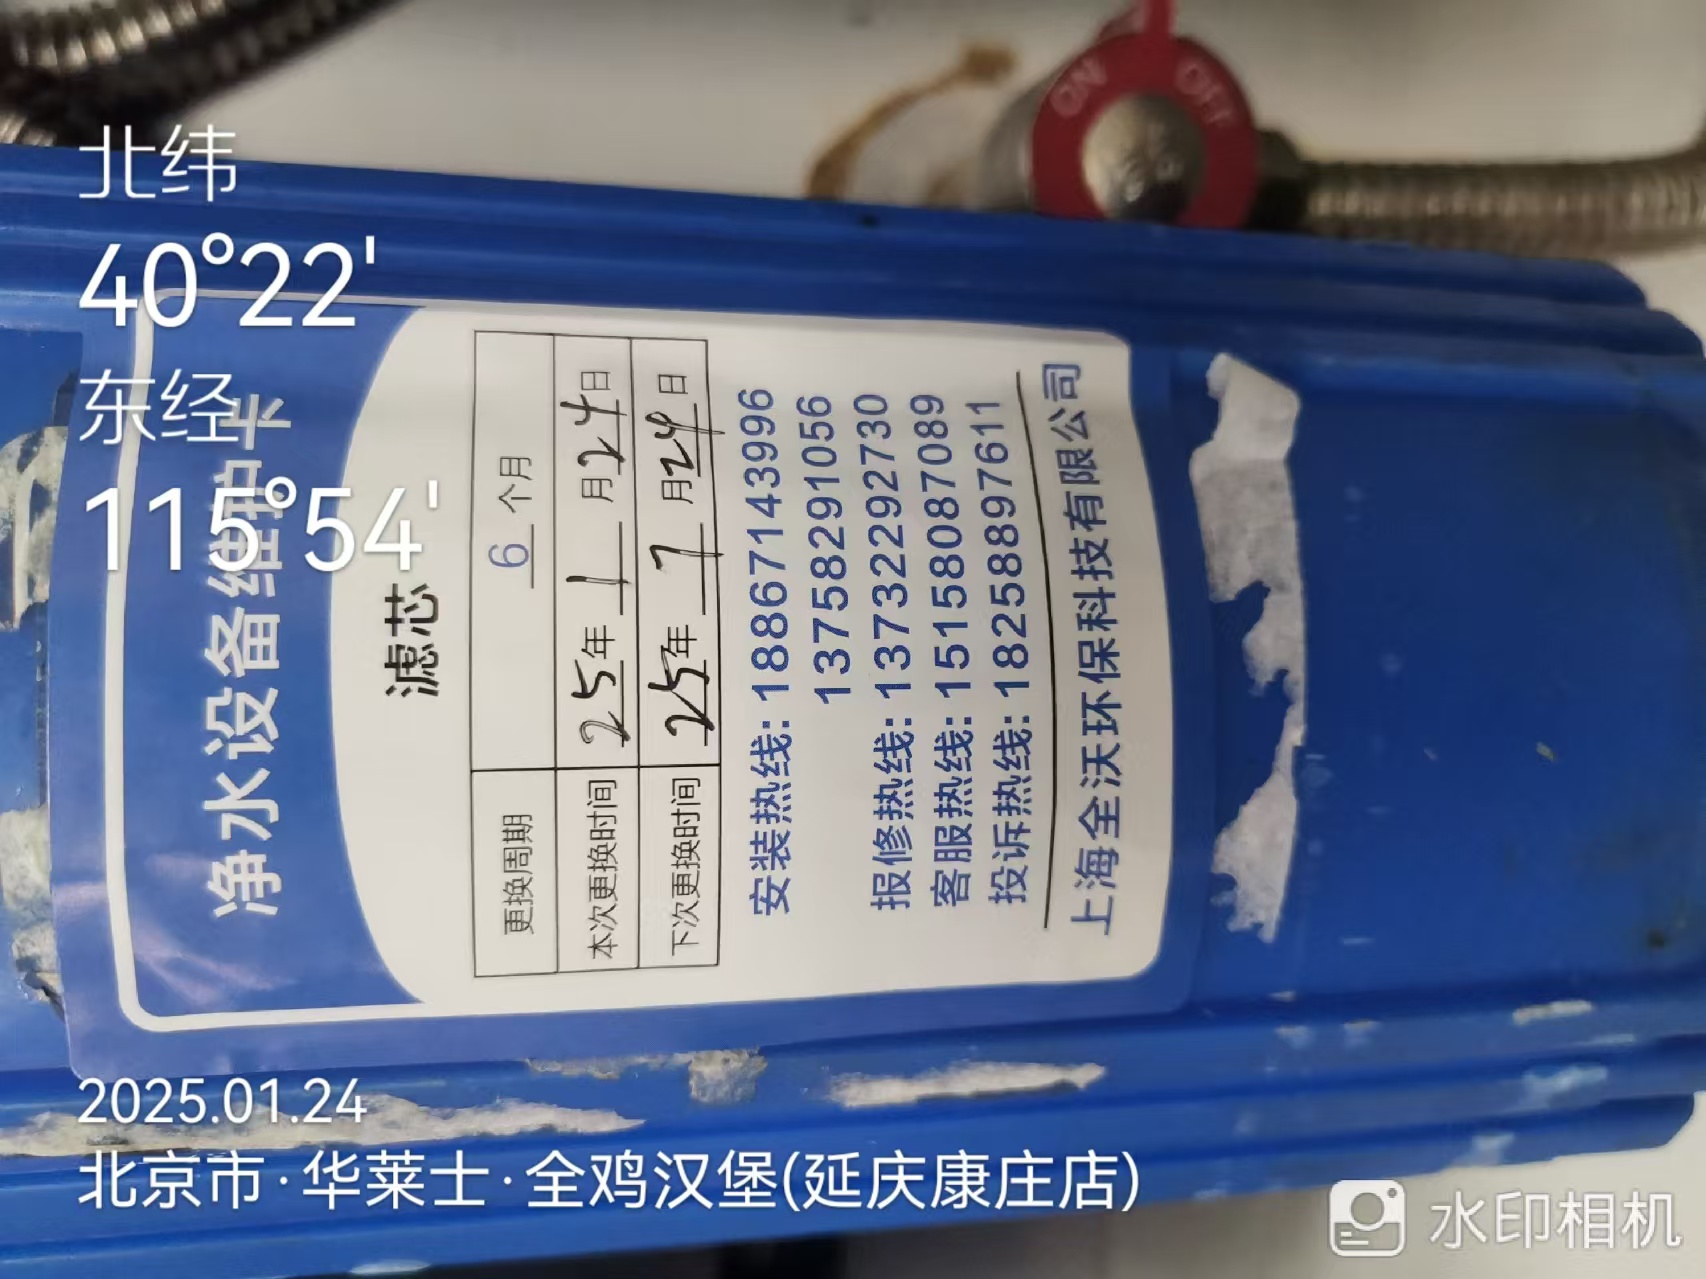 北纬
40°22'
东经
115°54'
净水设备维护卡
滤芯
更换周期 6 个月
本次更换时间 25年 1 月24日
下次更换时间 25年 7 月24日
安装热线: 18867143996
13758291056
报修热线: 13732292730
客服热线: 15158087089
投诉热线: 18258897611
上海全沃环保科技有限公司
ON OFF
2025.01.24
北京市·华莱士·全鸡汉堡(延庆康庄店)
水印相机